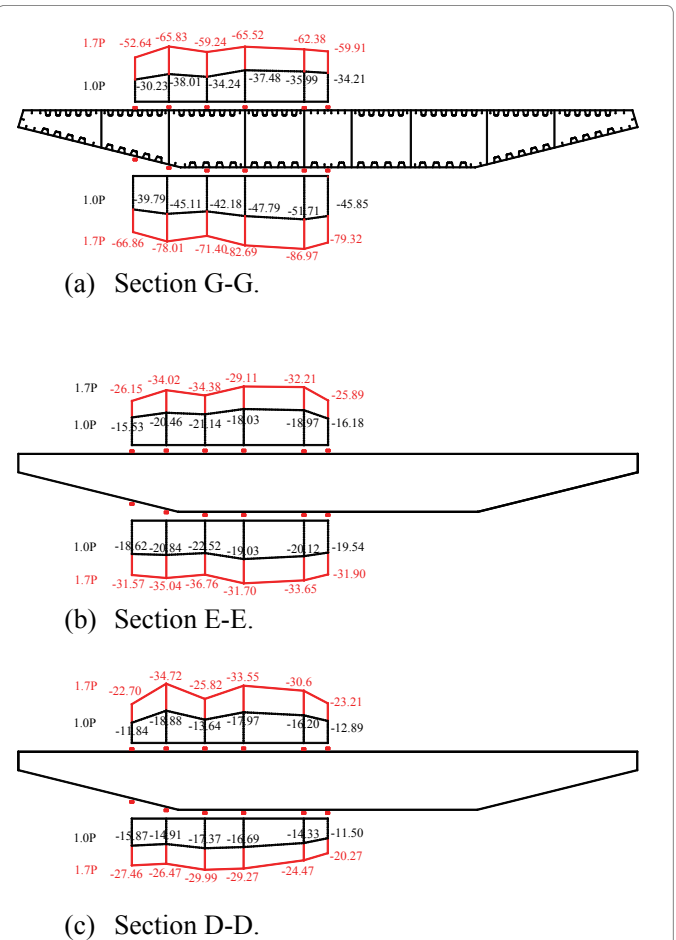 1.7P -52.64 -65.83 -59.24 -65.52 -62.38 -59.91
1.0P -30.23 -38.01 -34.24 -37.48 -35.99 -34.21
1.0P -39.79 -45.11 -42.18 -47.79 -51.71 -45.85
1.7P -66.86 -78.01 -71.40 -82.69 -86.97 -79.32
(a) Section G-G.
1.7P -26.15 -34.02 -34.38 -29.11 -32.21 -25.89
1.0P -15.53 -20.46 -21.14 -18.03 -18.97 -16.18
1.0P -18.62 -20.84 -22.52 -19.03 -20.12 -19.54
1.7P -31.57 -35.04 -36.76 -31.70 -33.65 -31.90
(b) Section E-E.
1.7P -22.70 -34.72 -25.82 -33.55 -30.6 -23.21
1.0P -11.84 -18.88 -13.64 -17.97 -16.20 -12.89
1.0P -15.87 -14.91 -17.37 -16.69 -14.33 -11.50
1.7P -27.46 -26.47 -29.99 -29.27 -24.47 -20.27
(c) Section D-D.